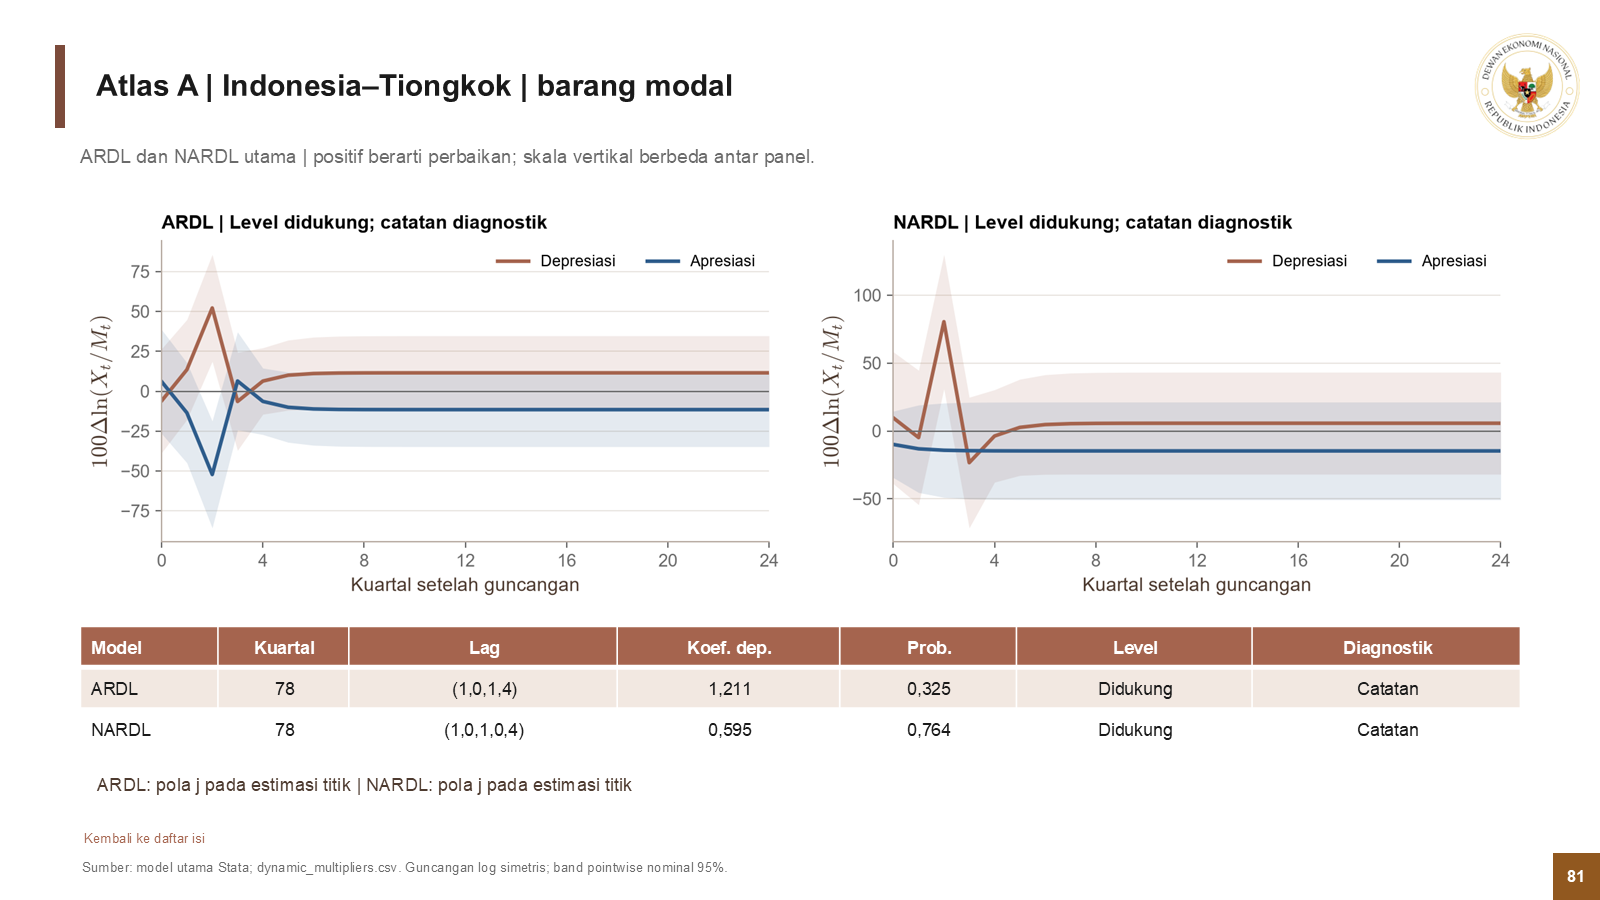 Atlas A | Indonesia–Tiongkok | barang modal
DEWAN EKONOMI NASIONAL
REPUBLIK INDONESIA
ARDL dan NARDL utama | positif berarti perbaikan; skala vertikal berbeda antar panel.
ARDL | Level didukung; catatan diagnostik
Depresiasi Apresiasi
100Δln(Xₜ/Mₜ)
75
50
25
0
−25
−50
−75
0 4 8 12 16 20 24
Kuartal setelah guncangan
NARDL | Level didukung; catatan diagnostik
Depresiasi Apresiasi
100Δln(Xₜ/Mₜ)
100
50
0
−50
0 4 8 12 16 20 24
Kuartal setelah guncangan
Model Kuartal Lag Koef. dep. Prob. Level Diagnostik
ARDL 78 (1,0,1,4) 1,211 0,325 Didukung Catatan
NARDL 78 (1,0,1,0,4) 0,595 0,764 Didukung Catatan
ARDL: pola j pada estimasi titik | NARDL: pola j pada estimasi titik
Kembali ke daftar isi
Sumber: model utama Stata; dynamic_multipliers.csv. Guncangan log simetris; band pointwise nominal 95%.
81